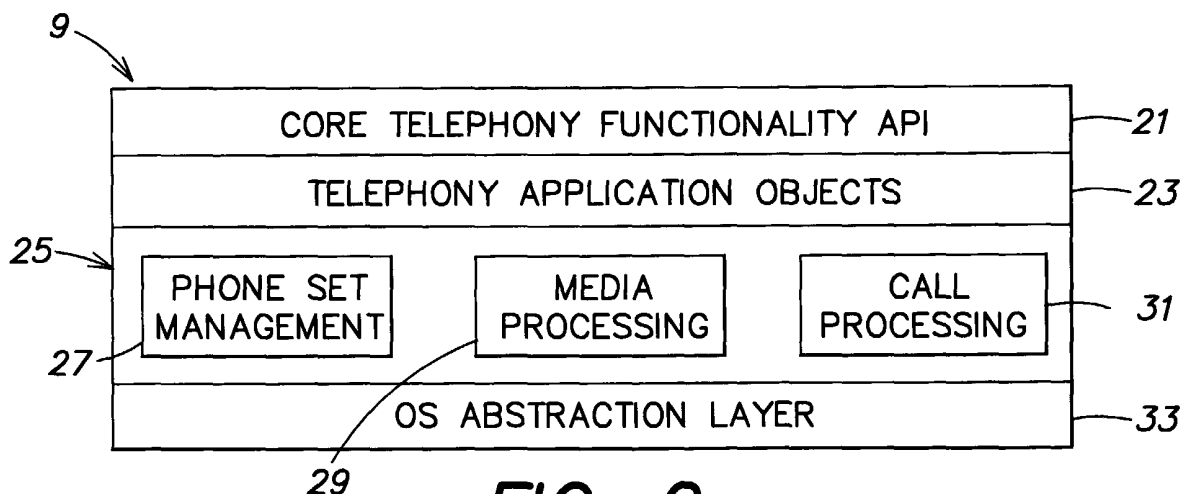 9
CORE TELEPHONY FUNCTIONALITY API
21
TELEPHONY APPLICATION OBJECTS
23
25
PHONE SET
MANAGEMENT
27
MEDIA
PROCESSING
29
CALL
PROCESSING
31
OS ABSTRACTION LAYER
33